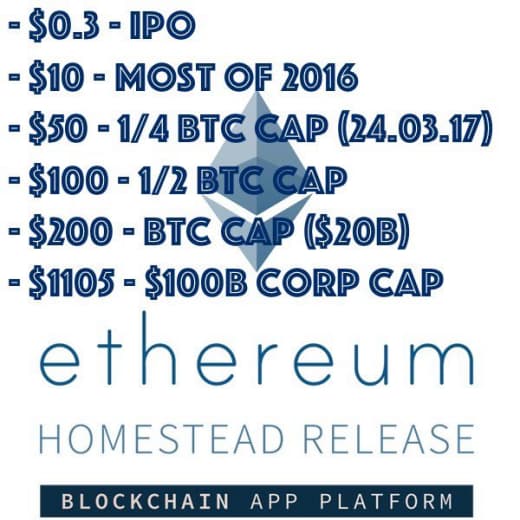 - $0.3 - IPO
- $10 - MOST OF 2016
- $50 - 1/4 BTC CAP (24.03.17)
- $100 - 1/2 BTC CAP
- $200 - BTC CAP ($20B)
- $1105 - $100B CORP CAP
ethereum
HOMESTEAD RELEASE
BLOCKCHAIN APP PLATFORM